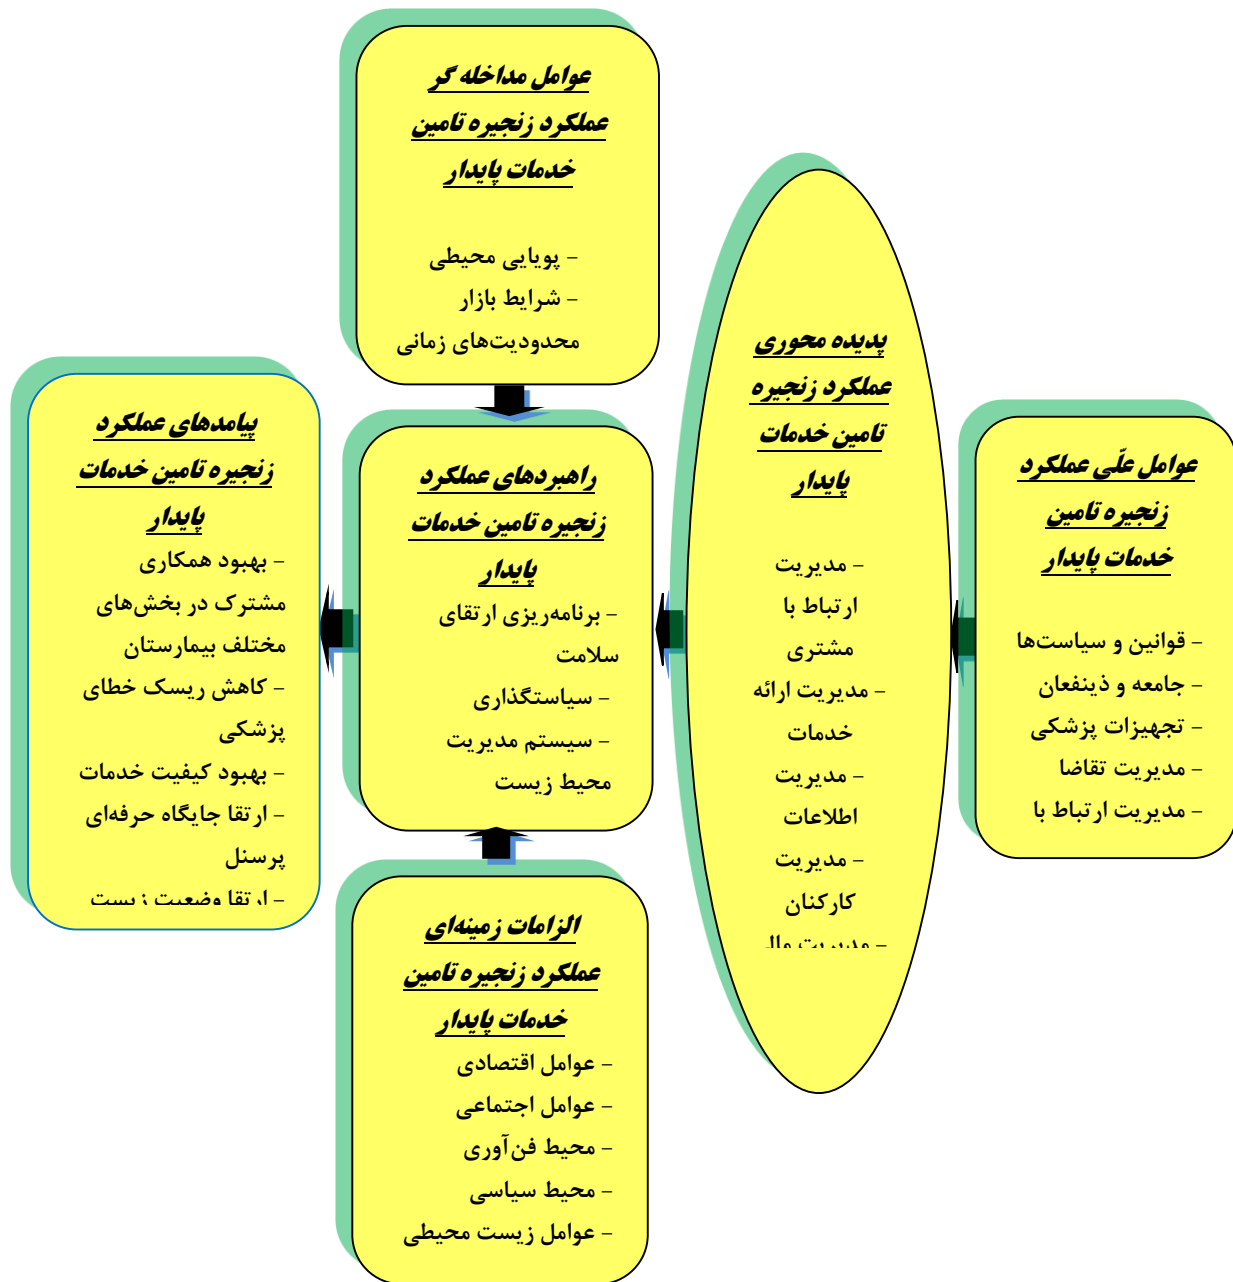 عوامل مداخله گر
عملکرد زنجیره تامین
خدمات پایدار
- پویایی محیطی
- شرایط بازار
محدودیت‌های زمانی
پدیده محوری
عملکرد زنجیره
تامین خدمات
پایدار
- مدیریت
ارتباط با
مشتری
- مدیریت ارائه
خدمات
- مدیریت
اطلاعات
- مدیریت
کارکنان
- مدیریت
عوامل علّی عملکرد
زنجیره تامین
خدمات پایدار
- قوانین و سیاست‌ها
- جامعه و ذینفعان
- تجهیزات پزشکی
- مدیریت تقاضا
- مدیریت ارتباط با
راهبردهای عملکرد
زنجیره تامین خدمات
پایدار
- برنامه‌ریزی ارتقای
سلامت
- سیاستگذاری
- سیستم مدیریت
محیط زیست
پیامدهای عملکرد
زنجیره تامین خدمات
پایدار
- بهبود همکاری
مشترک در بخش‌های
مختلف بیمارستان
- کاهش ریسک خطای
پزشکی
- بهبود کیفیت خدمات
- ارتقا جایگاه حرفه‌ای
پرسنل
- ارتقا وضعیت زیست
الزامات زمینه‌ای
عملکرد زنجیره تامین
خدمات پایدار
- عوامل اقتصادی
- عوامل اجتماعی
- محیط فن‌آوری
- محیط سیاسی
- عوامل زیست محیطی